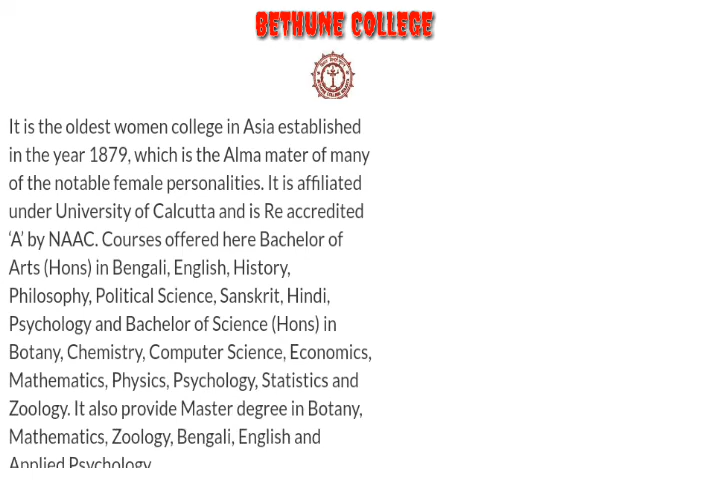 BETHUNE COLLEGE
It is the oldest women college in Asia established
in the year 1879, which is the Alma mater of many
of the notable female personalities. It is affiliated
under University of Calcutta and is Re accredited
‘A’ by NAAC. Courses offered here Bachelor of
Arts (Hons) in Bengali, English, History,
Philosophy, Political Science, Sanskrit, Hindi,
Psychology and Bachelor of Science (Hons) in
Botany, Chemistry, Computer Science, Economics,
Mathematics, Physics, Psychology, Statistics and
Zoology. It also provide Master degree in Botany,
Mathematics, Zoology, Bengali, English and
Applied Psychology